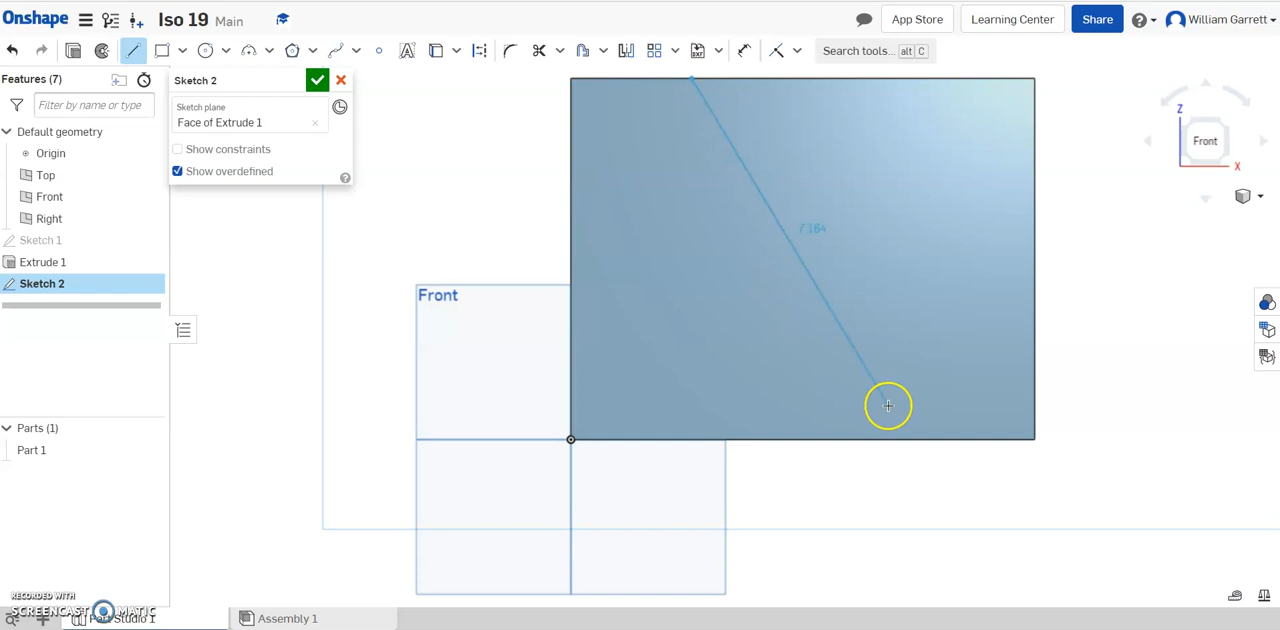 Onshape Iso 19 Main App Store Learning Center Share William Garrett
Search tools... alt C
Features (7)
Filter by name or type
Default geometry
Origin
Top
Front
Right
Sketch 1
Extrude 1
Sketch 2
Parts (1)
Part 1
Sketch 2
Sketch plane
Face of Extrude 1
Show constraints
Show overdefined
7.164
Front
Z
Front
X
RECORDED WITH
SCREENCAST MATIC
Part Studio 1 Assembly 1